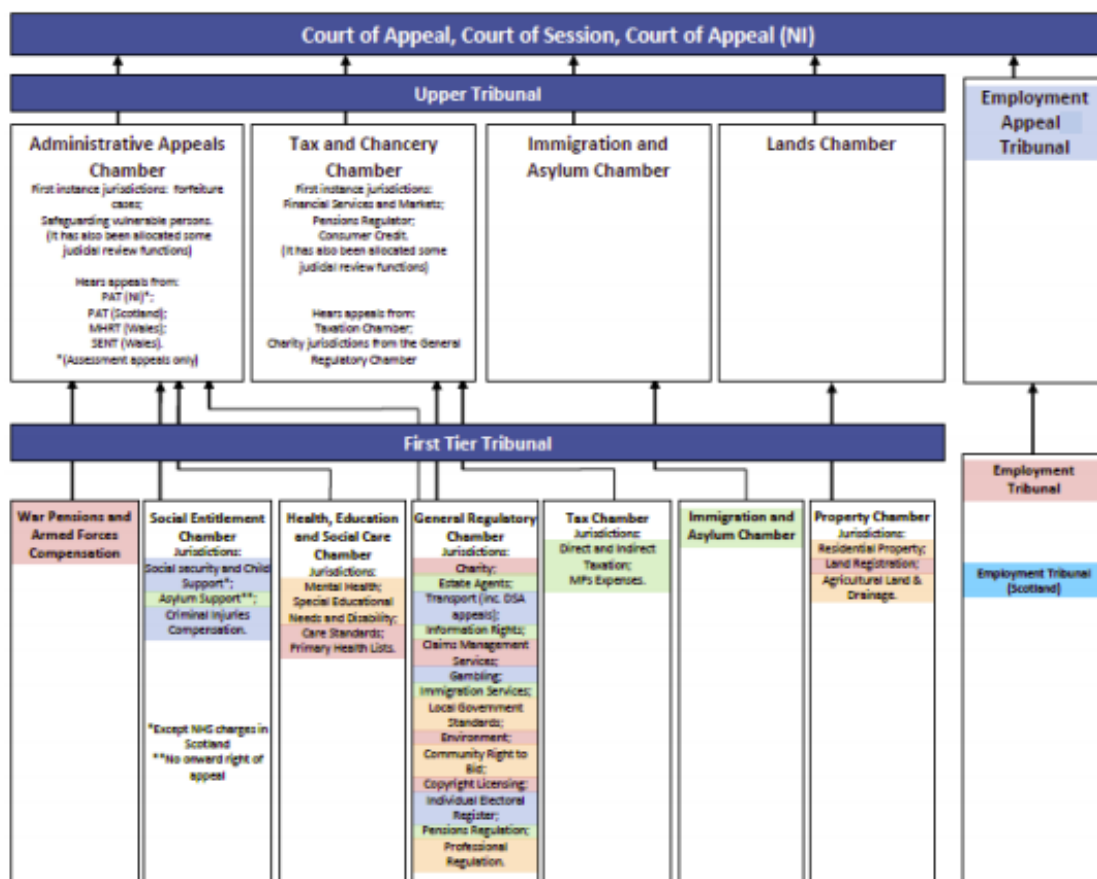 Court of Appeal, Court of Session, Court of Appeal (NI)
Upper Tribunal
Employment
Appeal
Tribunal
Administrative Appeals
Chamber
First instance jurisdictions: forfeiture
cases;
Safeguarding vulnerable persons.
(It has also been allocated some
judicial review functions)
Hears appeals from:
PAT (NI)*;
PAT (Scotland);
MHRT (Wales);
SENT (Wales).
*(Assessment appeals only)
Tax and Chancery
Chamber
First instance jurisdictions:
Financial Services and Markets;
Pensions Regulator;
Consumer Credit.
(It has also been allocated some
judicial review functions)
Hears appeals from:
Taxation Chamber;
Charity jurisdictions from the General
Regulatory Chamber
Immigration and
Asylum Chamber
Lands Chamber
First Tier Tribunal
War Pensions and
Armed Forces
Compensation
Social Entitlement
Chamber
Jurisdictions:
Social security and Child
Support*;
Asylum Support**;
Criminal Injuries
Compensation.
*Except NHS charges in
Scotland
**No onward right of
appeal
Health, Education
and Social Care
Chamber
Jurisdictions:
Mental Health;
Special Educational
Needs and Disability;
Care Standards;
Primary Health Lists.
General Regulatory
Chamber
Jurisdictions:
Charity;
Estate Agents;
Transport (inc. DSA
appeals);
Information Rights;
Claims Management
Services;
Gambling;
Immigration Services;
Local Government
Standards;
Environment;
Community Right to
Bid;
Copyright Licensing;
Individual Electoral
Register;
Pensions Regulation;
Professional
Regulation.
Tax Chamber
Jurisdictions:
Direct and Indirect
Taxation;
MPs Expenses.
Immigration and
Asylum Chamber
Property Chamber
Jurisdictions:
Residential Property;
Land Registration;
Agricultural Land &
Drainage.
Employment
Tribunal
Employment Tribunal
(Scotland)